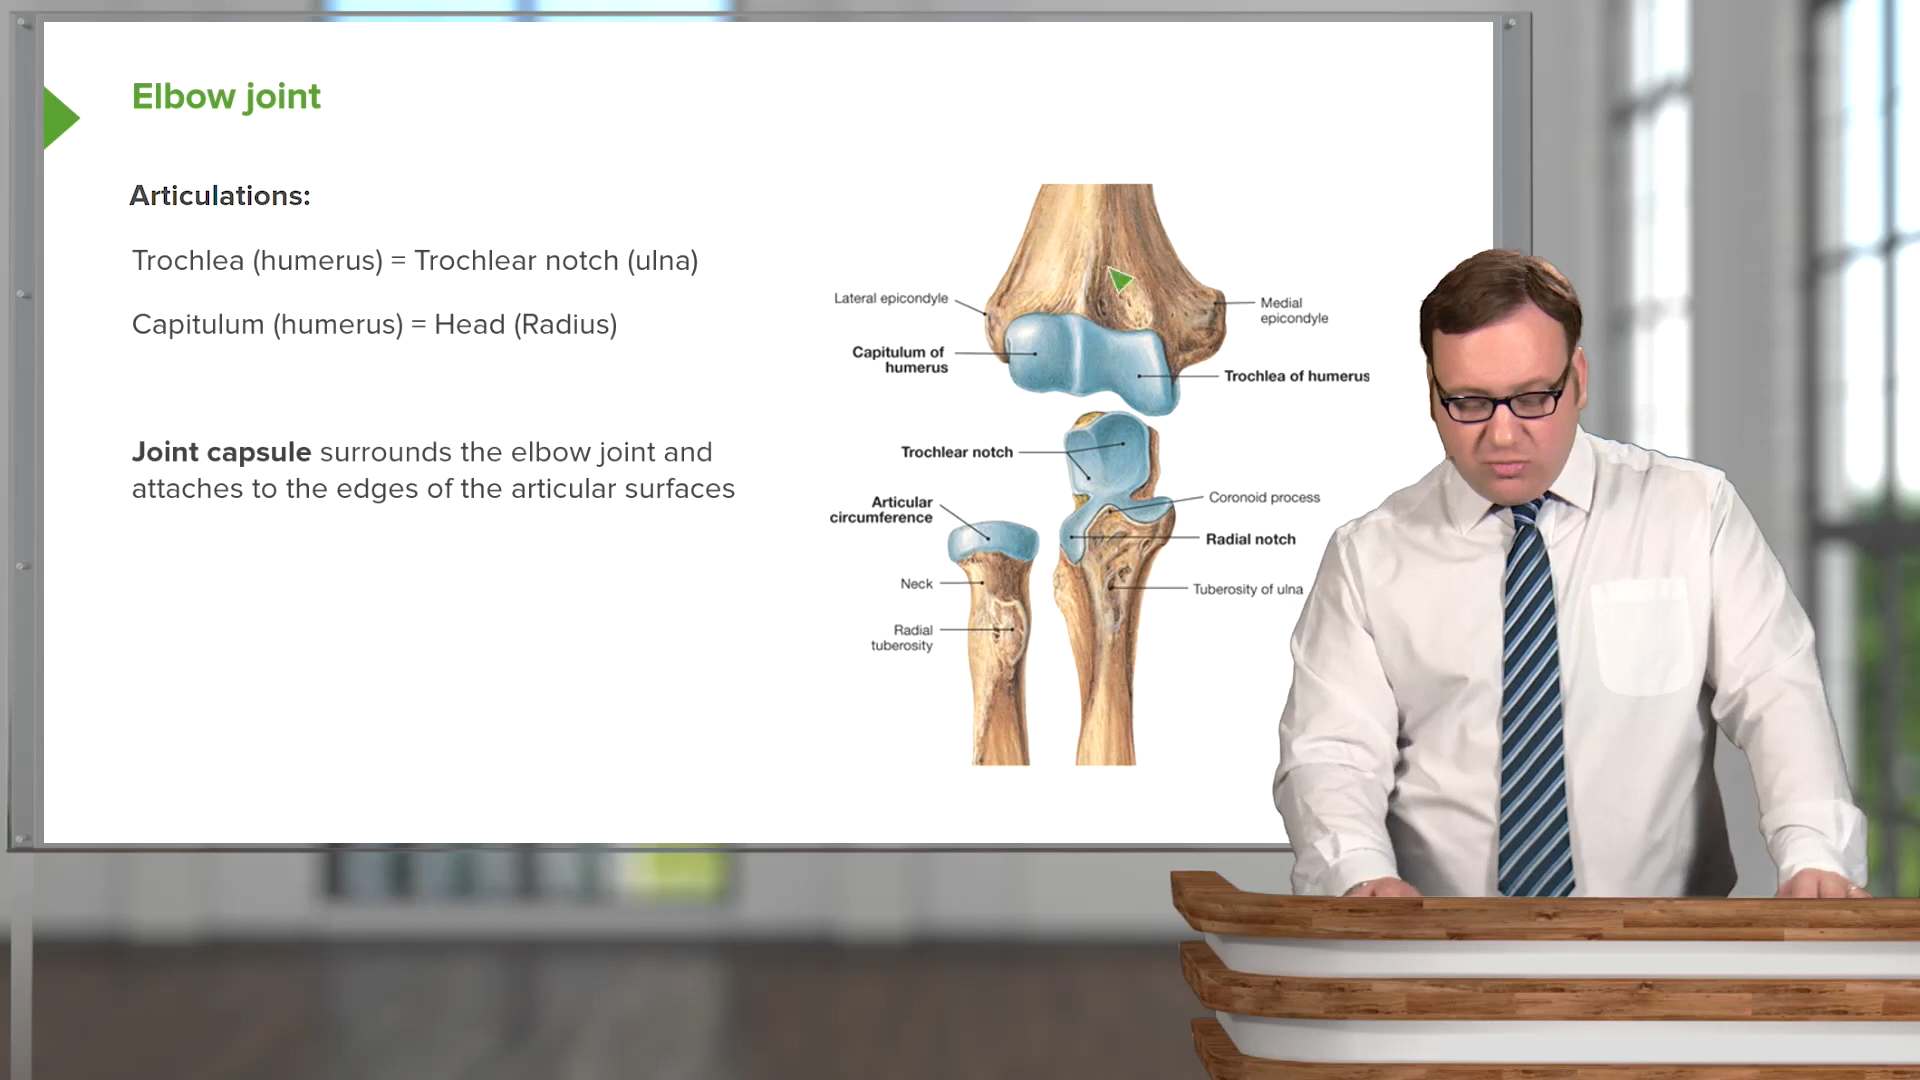 Elbow joint
Articulations:
Trochlea (humerus) = Trochlear notch (ulna)
Capitulum (humerus) = Head (Radius)
Joint capsule surrounds the elbow joint and
attaches to the edges of the articular surfaces
Lateral epicondyle
Medial
epicondyle
Capitulum of
humerus
Trochlea of humerus
Trochlear notch
Articular
circumference
Coronoid process
Radial notch
Neck
Tuberosity of ulna
Radial
tuberosity